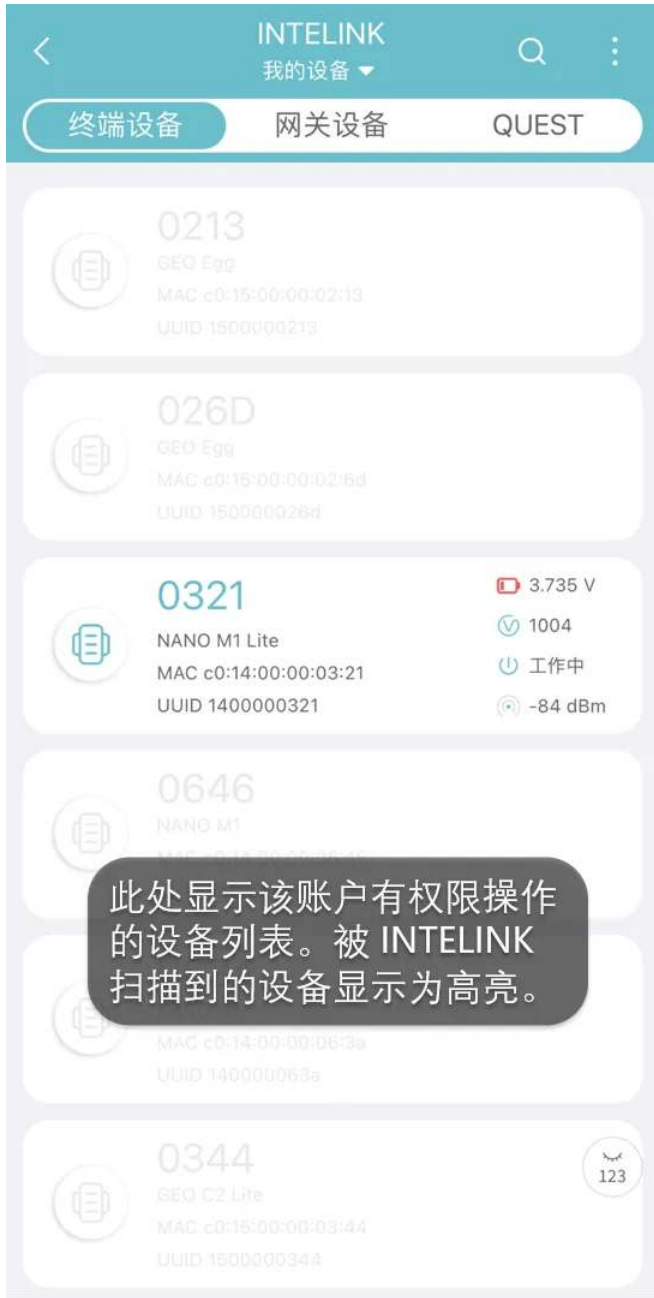 INTELINK
我的设备
终端设备
网关设备
QUEST
0213
GEO Egg
MAC c0:15:00:00:02:13
UUID 1500000213
026D
GEO Egg
MAC c0:15:00:00:02:6d
UUID 150000026d
0321
NANO M1 Lite
MAC c0:14:00:00:03:21
UUID 1400000321
3.735 V
1004
工作中
-84 dBm
0646
NANO M1
此处显示该账户有权限操作
的设备列表。被 INTELINK
扫描到的设备显示为高亮。
MAC c0:14:00:00:06:3a
UUID 140000063a
0344
GEO C2 Lite
MAC c0:15:00:00:03:44
UUID 1500000344
123